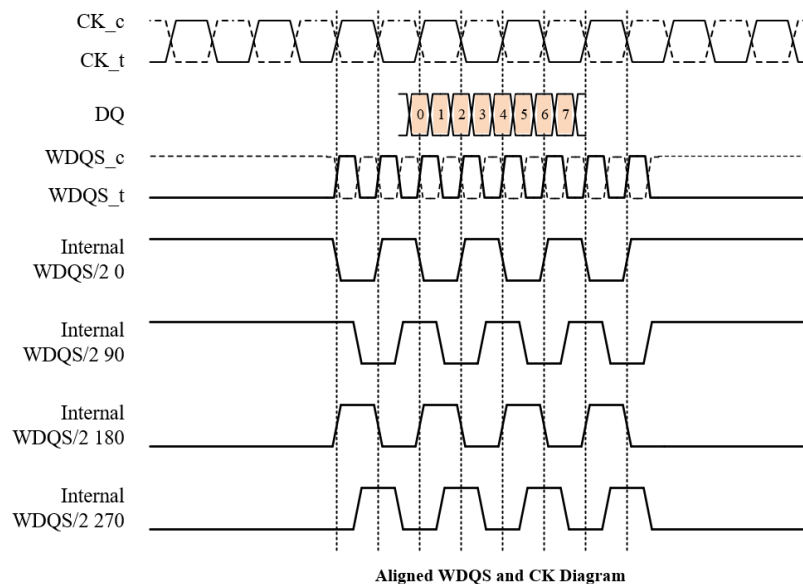 CK_c
CK_t
DQ
0 1 2 3 4 5 6 7
WDQS_c
WDQS_t
Internal
WDQS/2 0
Internal
WDQS/2 90
Internal
WDQS/2 180
Internal
WDQS/2 270
Aligned WDQS and CK Diagram